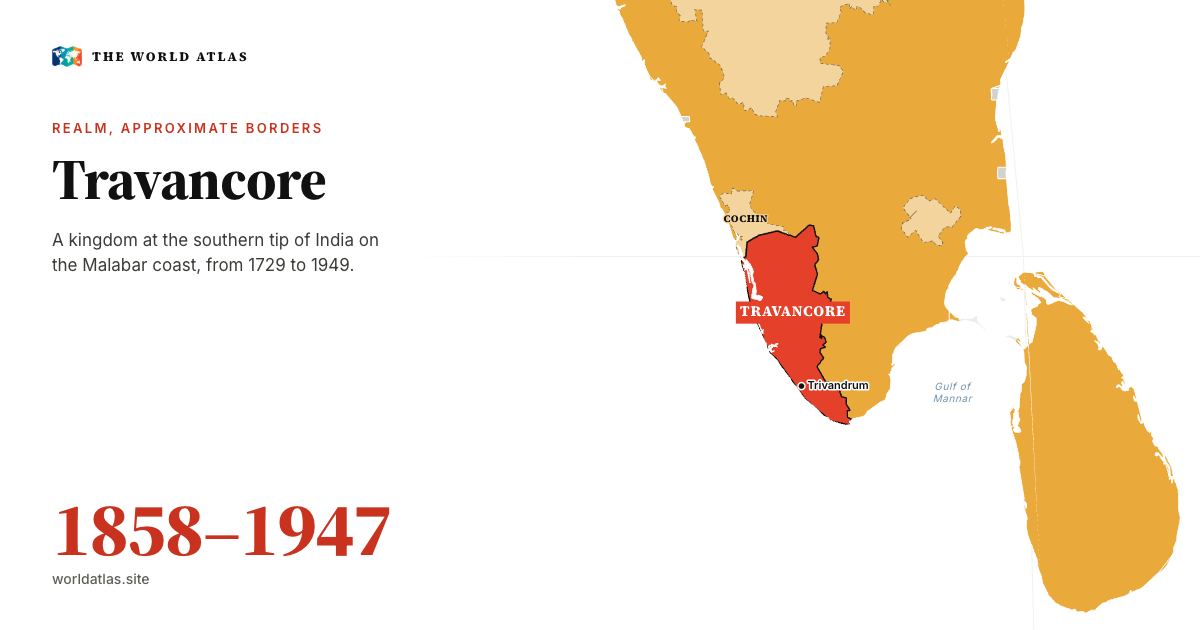 THE WORLD ATLAS
REALM, APPROXIMATE BORDERS
Travancore
A kingdom at the southern tip of India on
the Malabar coast, from 1729 to 1949.
1858–1947
worldatlas.site
COCHIN
TRAVANCORE
Trivandrum
Gulf of
Mannar